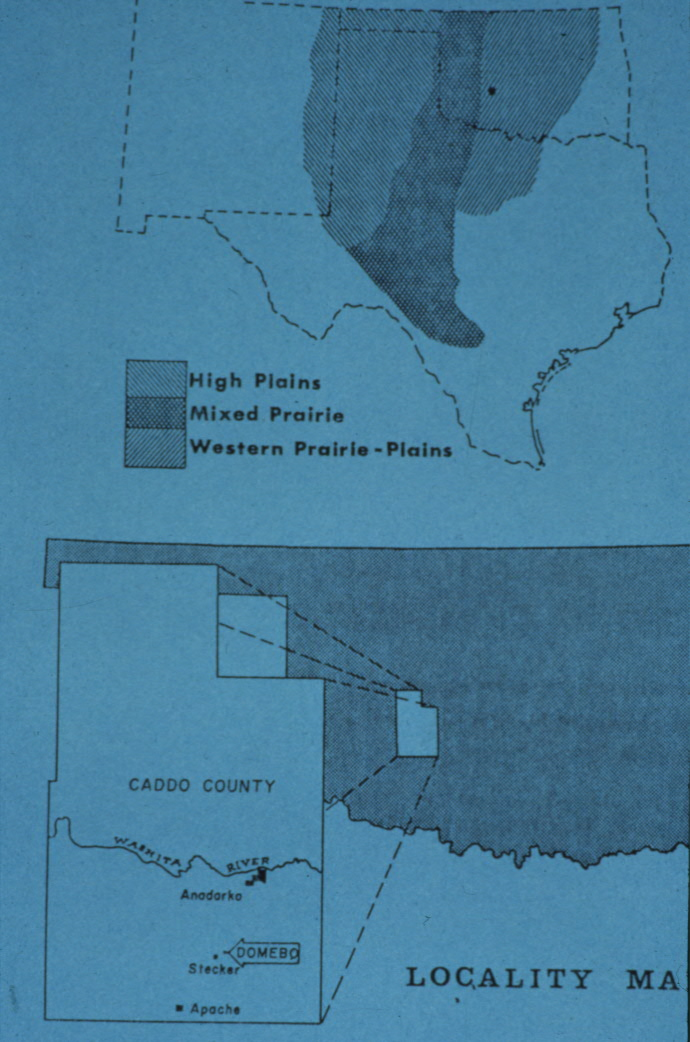 High Plains
Mixed Prairie
Western Prairie-Plains
CADDO COUNTY
WASHITA RIVER
Anadarko
DOMEBO
Stecker
Apache
LOCALITY MA